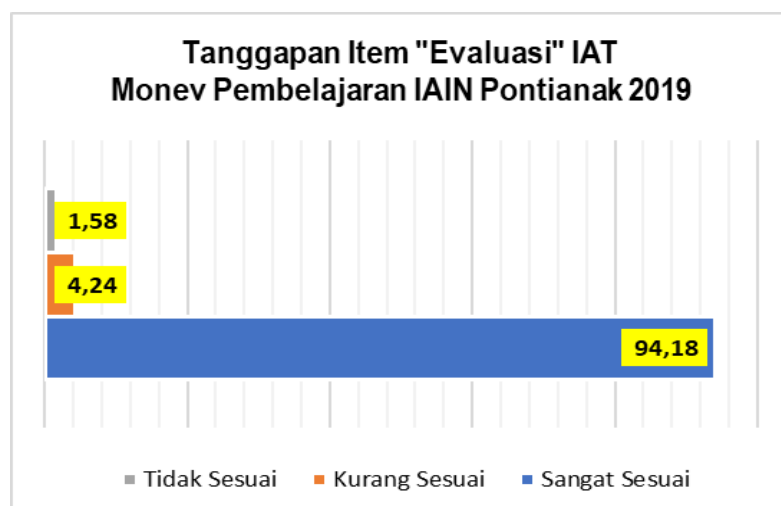 Tanggapan Item "Evaluasi" IAT
Monev Pembelajaran IAIN Pontianak 2019
1,58
4,24
94,18
Tidak Sesuai Kurang Sesuai Sangat Sesuai